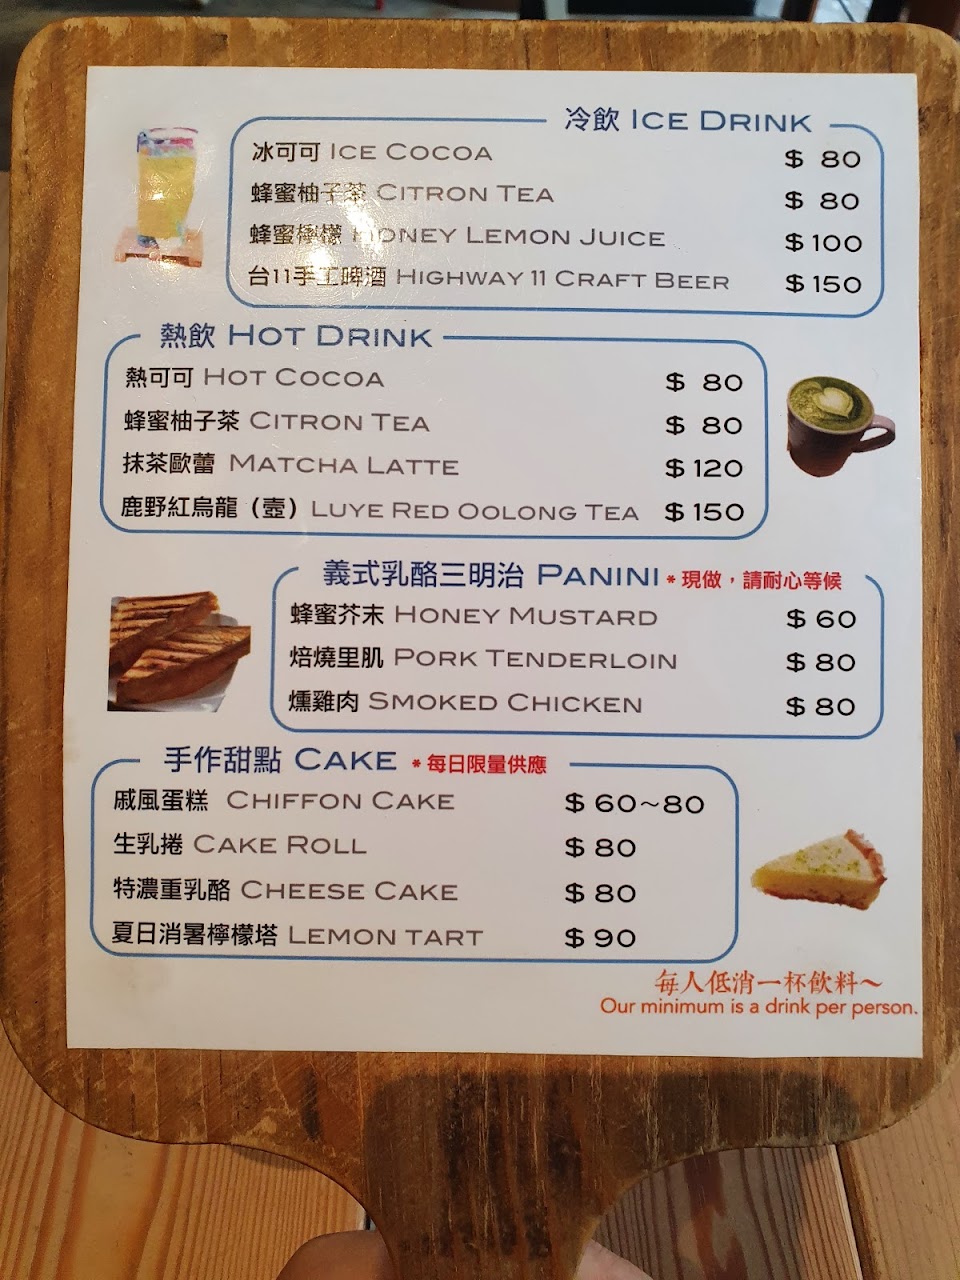 冷飲 ICE DRINK
冰可可 ICE COCOA $ 80
蜂蜜柚子茶 CITRON TEA $ 80
蜂蜜檸檬 HONEY LEMON JUICE $100
台11手工啤酒 HIGHWAY 11 CRAFT BEER $150
熱飲 HOT DRINK
熱可可 HOT COCOA $ 80
蜂蜜柚子茶 CITRON TEA $ 80
抹茶歐蕾 MATCHA LATTE $120
鹿野紅烏龍（壺）LUYE RED OOLONG TEA $150
義式乳酪三明治 PANINI *現做，請耐心等候
蜂蜜芥末 HONEY MUSTARD $60
焙燒里肌 PORK TENDERLOIN $80
燻雞肉 SMOKED CHICKEN $80
手作甜點 CAKE *每日限量供應
戚風蛋糕 CHIFFON CAKE $60~80
生乳捲 CAKE ROLL $80
特濃重乳酪 CHEESE CAKE $80
夏日消暑檸檬塔 LEMON TART $90
每人低消一杯飲料~
Our minimum is a drink per person.